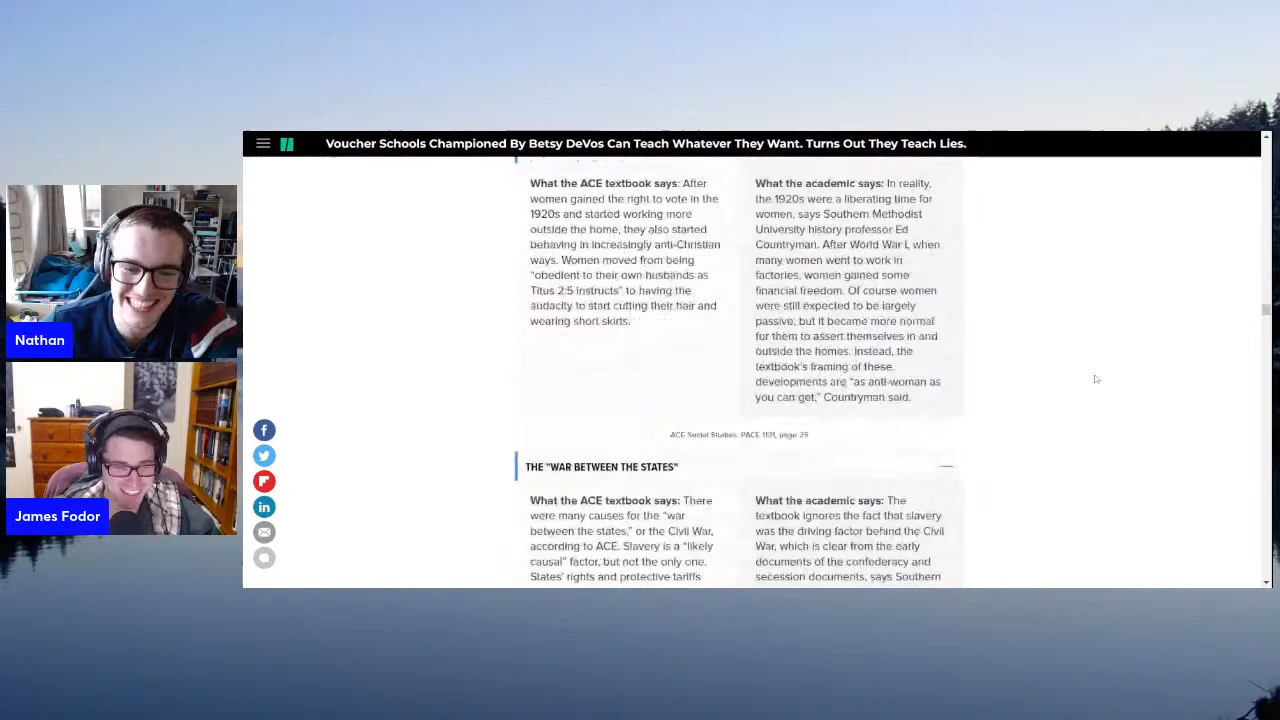 Voucher Schools Championed By Betsy DeVos Can Teach Whatever They Want. Turns Out They Teach Lies.
Nathan
James Fodor
What the ACE textbook says: After
women gained the right to vote in the
1920s and started working more
outside the home, they also started
behaving in increasingly anti-Christian
ways. Women moved from being
"obedient to their own husbands as
Titus 2:5 instructs" to having the
audacity to start cutting their hair and
wearing short skirts.
What the academic says: In reality,
the 1920s were a liberating time for
women, says Southern Methodist
University history professor Ed
Countryman. After World War I, when
many women went to work in
factories, women gained some
financial freedom. Of course women
were still expected to be largely
passive, but it became more normal
for them to assert themselves in and
outside the homes. Instead, the
textbook's framing of these
developments are "as anti-woman as
you can get," Countryman said.
ACE Social Studies PACE 1121, page 25
THE "WAR BETWEEN THE STATES"
What the ACE textbook says: There
were many causes for the "war
between the states," or the Civil War,
according to ACE. Slavery is a "likely
causal" factor, but not the only one.
States' rights and protective tariffs
What the academic says: The
textbook ignores the fact that slavery
was the driving factor behind the Civil
War, which is clear from the early
documents of the confederacy and
secession documents, says Southern